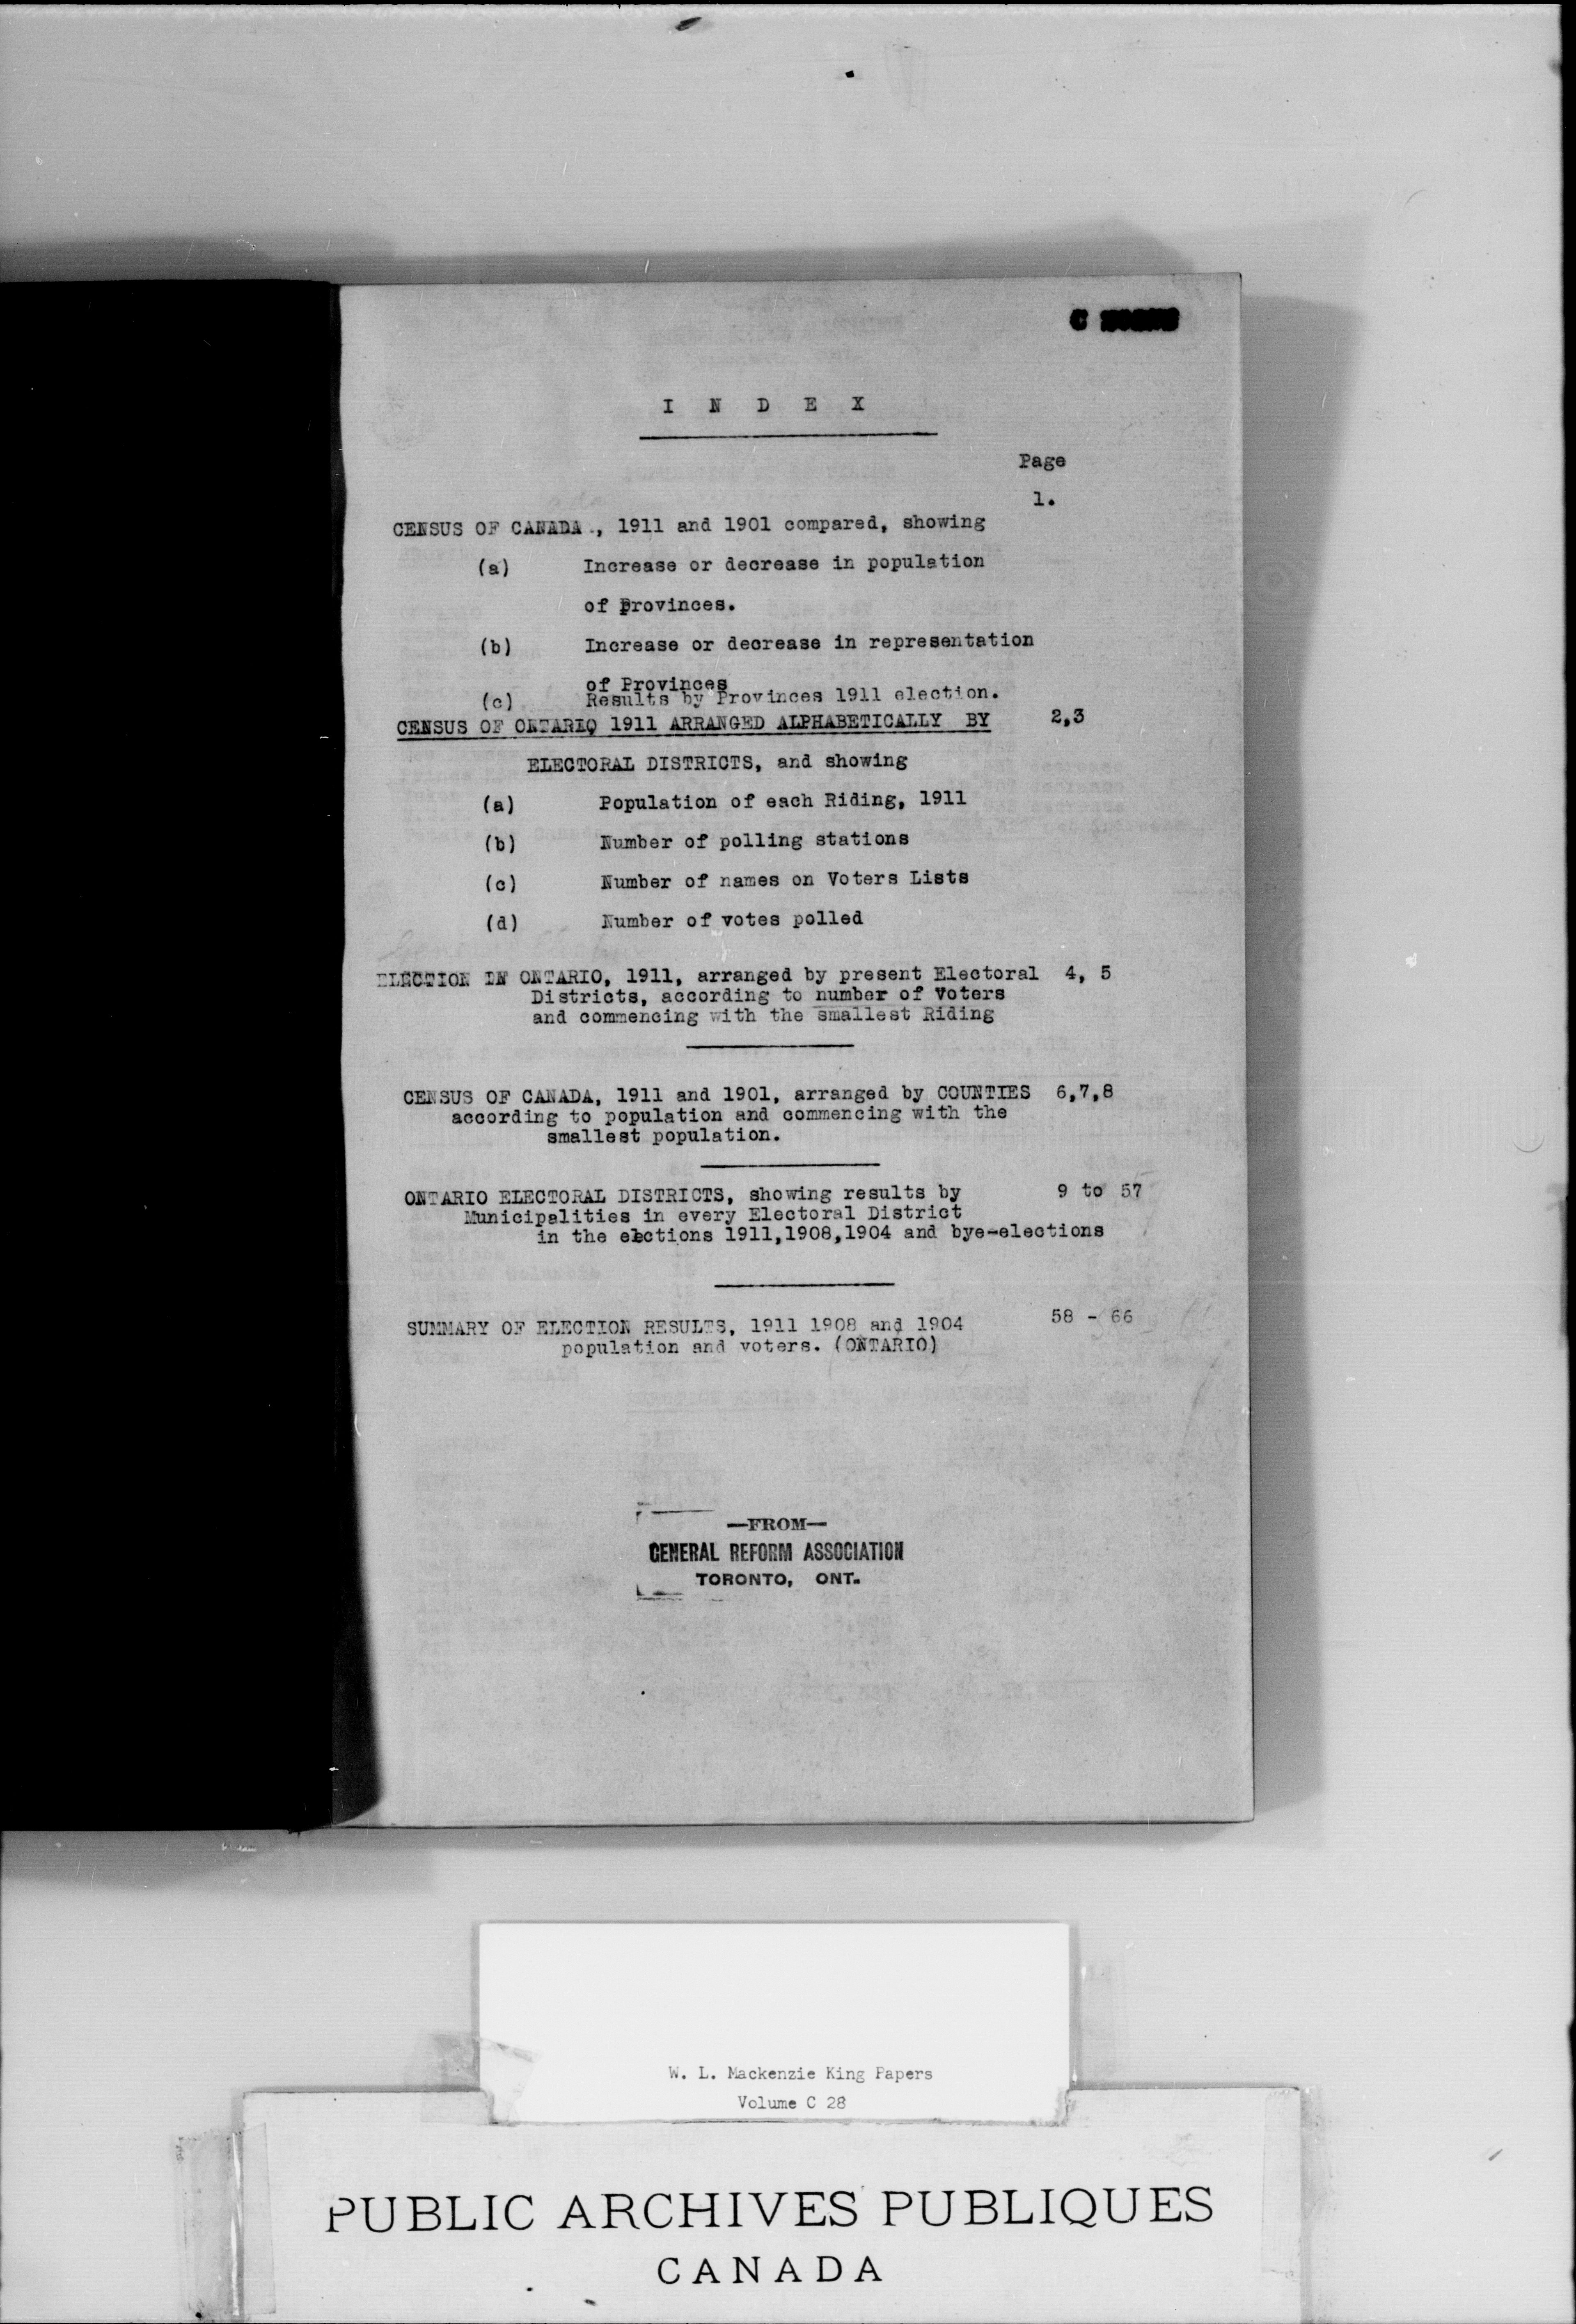 I N D E X
Page
1.
CENSUS OF CANADA., 1911 and 1901 compared, showing
(a) Increase or decrease in population
of Provinces.
(b) Increase or decrease in representation
of Provinces
(c) Results by Provinces 1911 election.
CENSUS OF ONTARIO 1911 ARRANGED ALPHABETICALLY BY 2,3
ELECTORAL DISTRICTS, and showing
(a) Population of each Riding, 1911
(b) Number of polling stations
(c) Number of names on Voters Lists
(d) Number of votes polled
ELECTION IN ONTARIO, 1911, arranged by present Electoral 4, 5
Districts, according to number of Voters
and commencing with the smallest Riding
CENSUS OF CANADA, 1911 and 1901, arranged by COUNTIES 6,7,8
according to population and commencing with the
smallest population.
ONTARIO ELECTORAL DISTRICTS, showing results by 9 to 57
Municipalities in every Electoral District
in the elections 1911,1908,1904 and bye-elections
SUMMARY OF ELECTION RESULTS, 1911 1908 and 1904 58 - 66
population and voters. (ONTARIO)
—FROM—
GENERAL REFORM ASSOCIATION
TORONTO, ONT.
W. L. Mackenzie King Papers
Volume C 28
PUBLIC ARCHIVES PUBLIQUES
CANADA